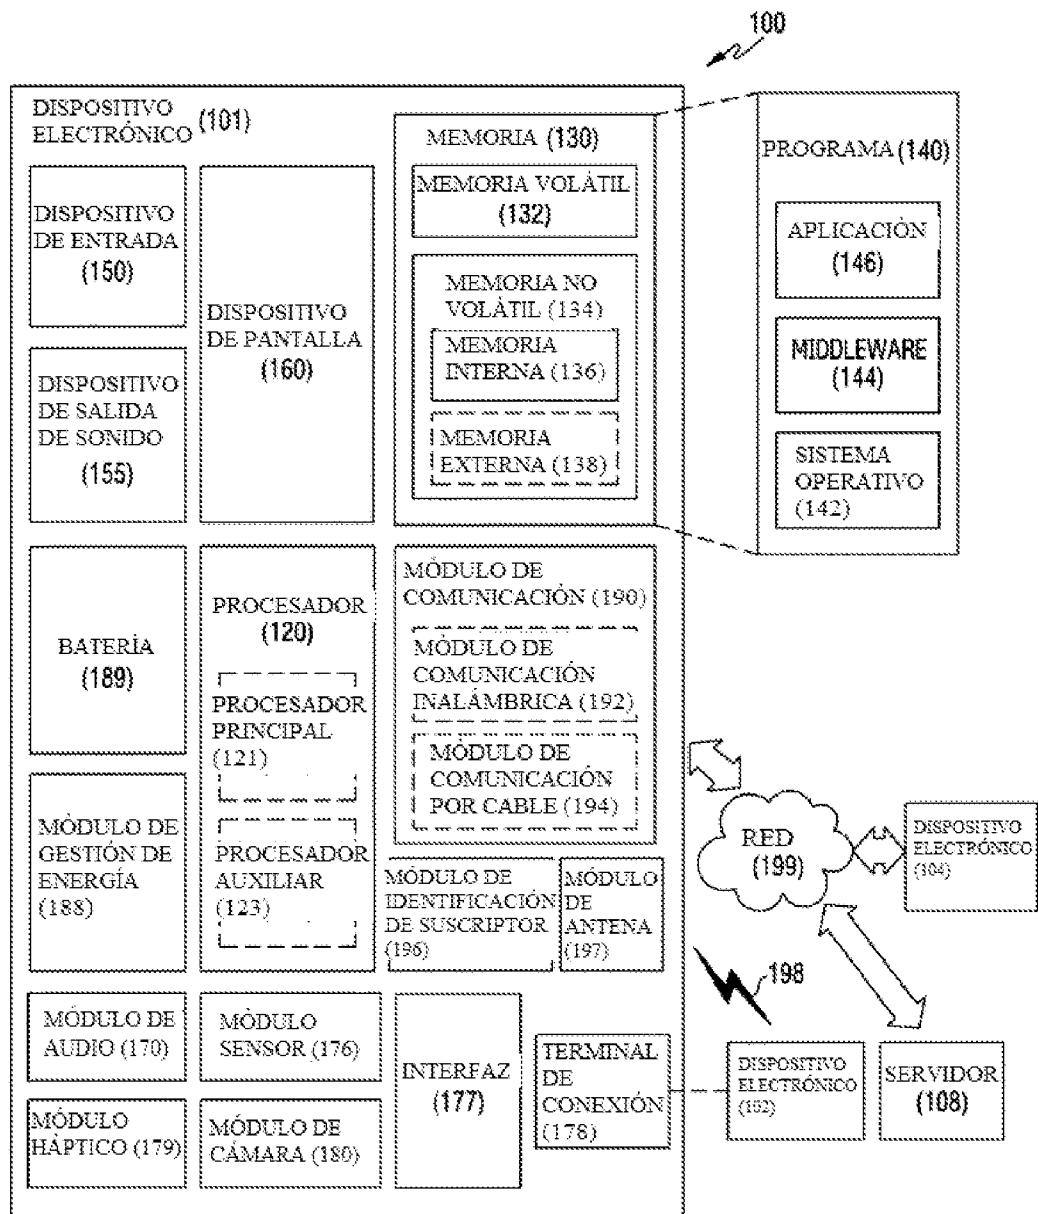 100
DISPOSITIVO
ELECTRÓNICO (101)
DISPOSITIVO
DE ENTRADA
(150)
DISPOSITIVO
DE SALIDA
DE SONIDO
(155)
DISPOSITIVO
DE PANTALLA
(160)
MEMORIA (130)
MEMORIA VOLÁTIL
(132)
MEMORIA NO
VOLÁTIL (134)
MEMORIA
INTERNA (136)
MEMORIA
EXTERNA (138)
PROGRAMA (140)
APLICACIÓN
(146)
MIDDLEWARE
(144)
SISTEMA
OPERATIVO
(142)
BATERÍA
(189)
MÓDULO DE
GESTIÓN DE
ENERGÍA
(188)
PROCESADOR
(120)
PROCESADOR
PRINCIPAL
(121)
PROCESADOR
AUXILIAR
(123)
MÓDULO DE
COMUNICACIÓN (190)
MÓDULO DE
COMUNICACIÓN
INALÁMBRICA (192)
MÓDULO DE
COMUNICACIÓN
POR CABLE (194)
MÓDULO DE
IDENTIFICACIÓN
DE SUSCRIPTOR
(196)
MÓDULO
DE
ANTENA
(197)
RED
(199)
DISPOSITIVO
ELECTRÓNICO
(104)
198
MÓDULO DE
AUDIO (170)
MÓDULO
SENSOR (176)
INTERFAZ
(177)
TERMINAL
DE
CONEXIÓN
(178)
DISPOSITIVO
ELECTRÓNICO
(102)
SERVIDOR
(108)
MÓDULO
HÁPTICO (179)
MÓDULO DE
CÁMARA (180)